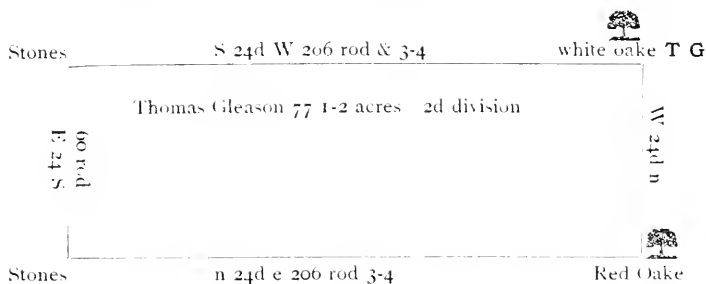 Stones S 24d W 206 rod & 3-4 white oake T G
Thomas Gleason 77 1-2 acres 2d division
60 rod
E 24 S
W 24d n
Stones n 24d e 206 rod 3-4 Red Oake